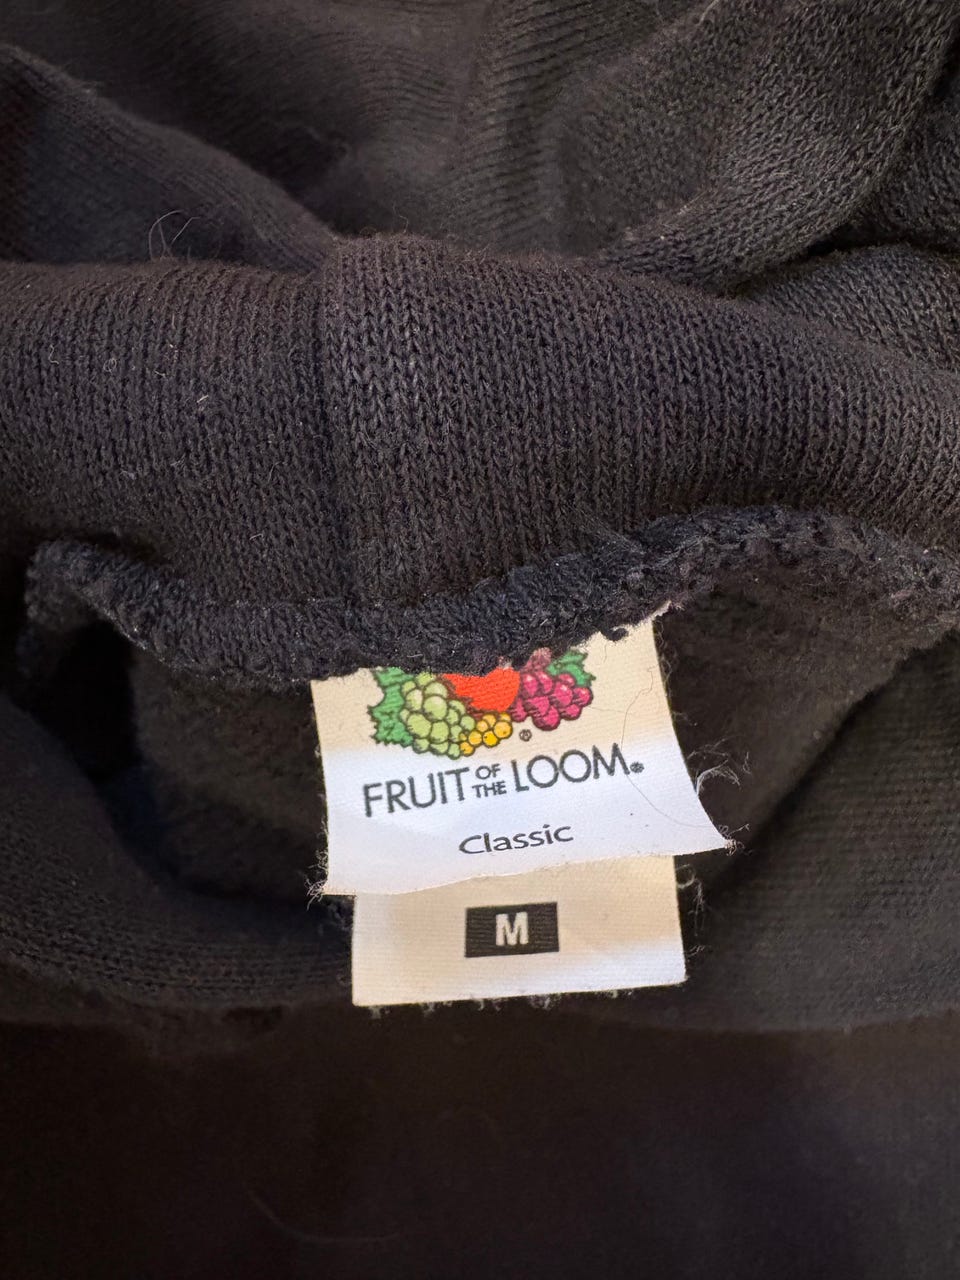 ®
FRUIT OF THE LOOM®
Classic
M